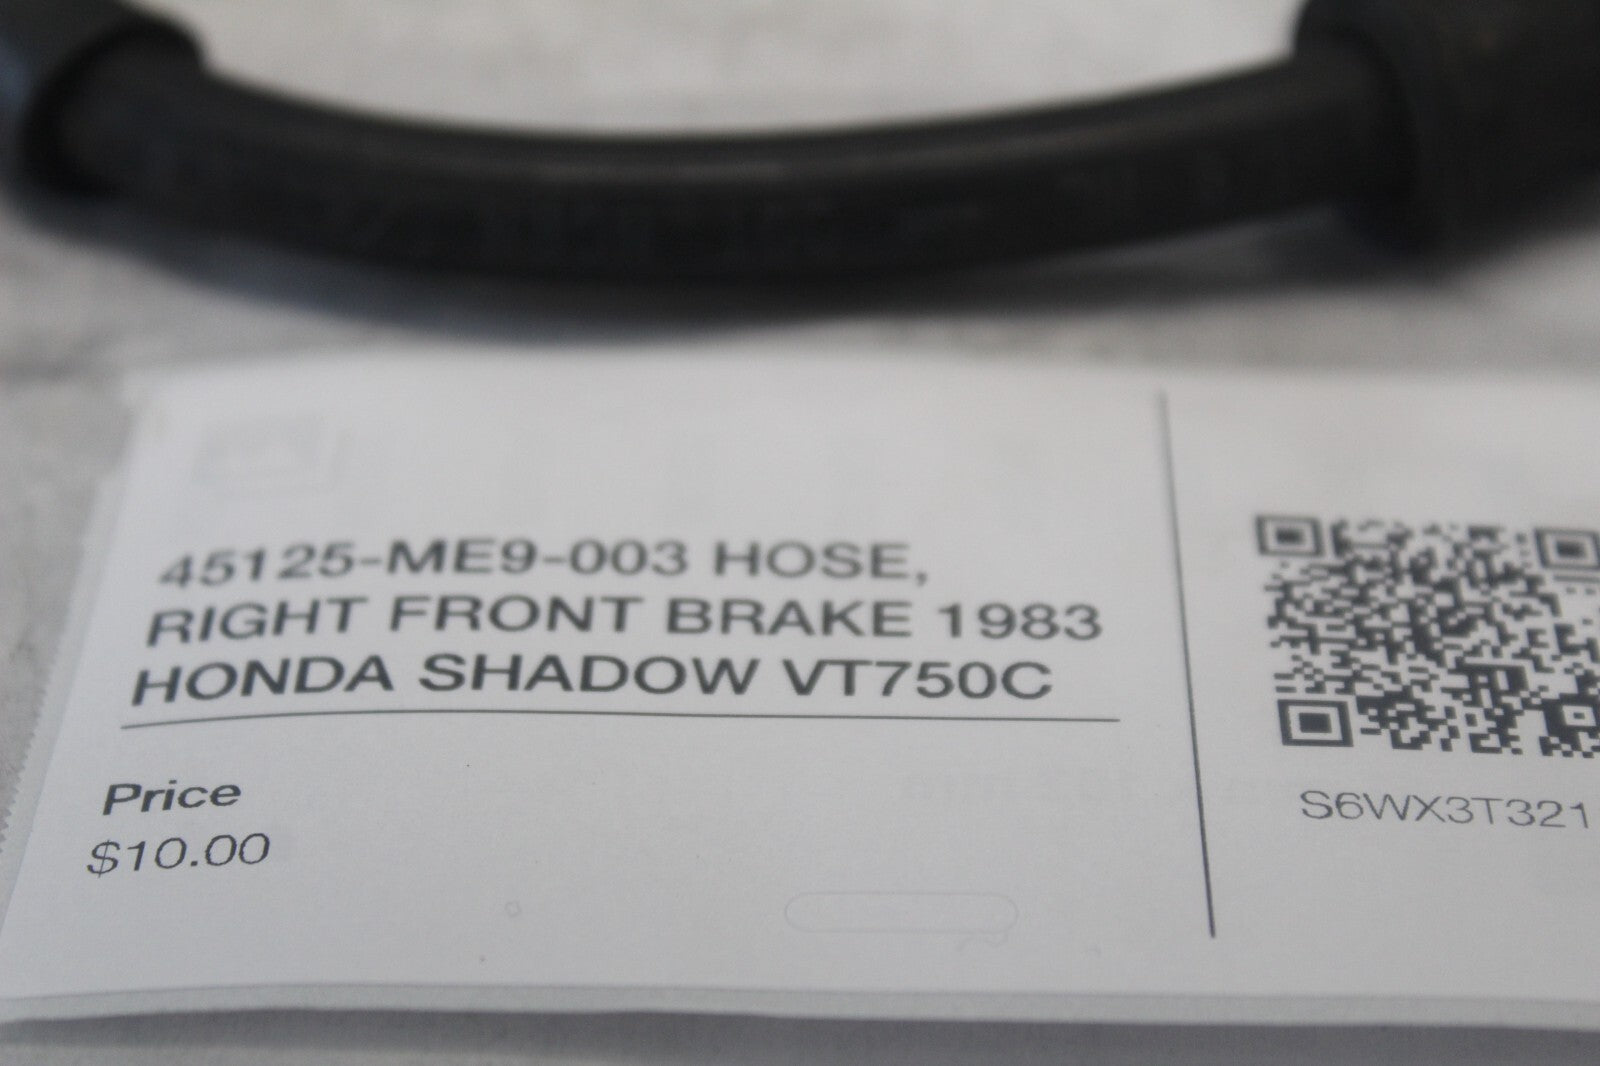 45125-ME9-003 HOSE,
RIGHT FRONT BRAKE 1983
HONDA SHADOW VT750C
Price
$10.00
S6WX3T321